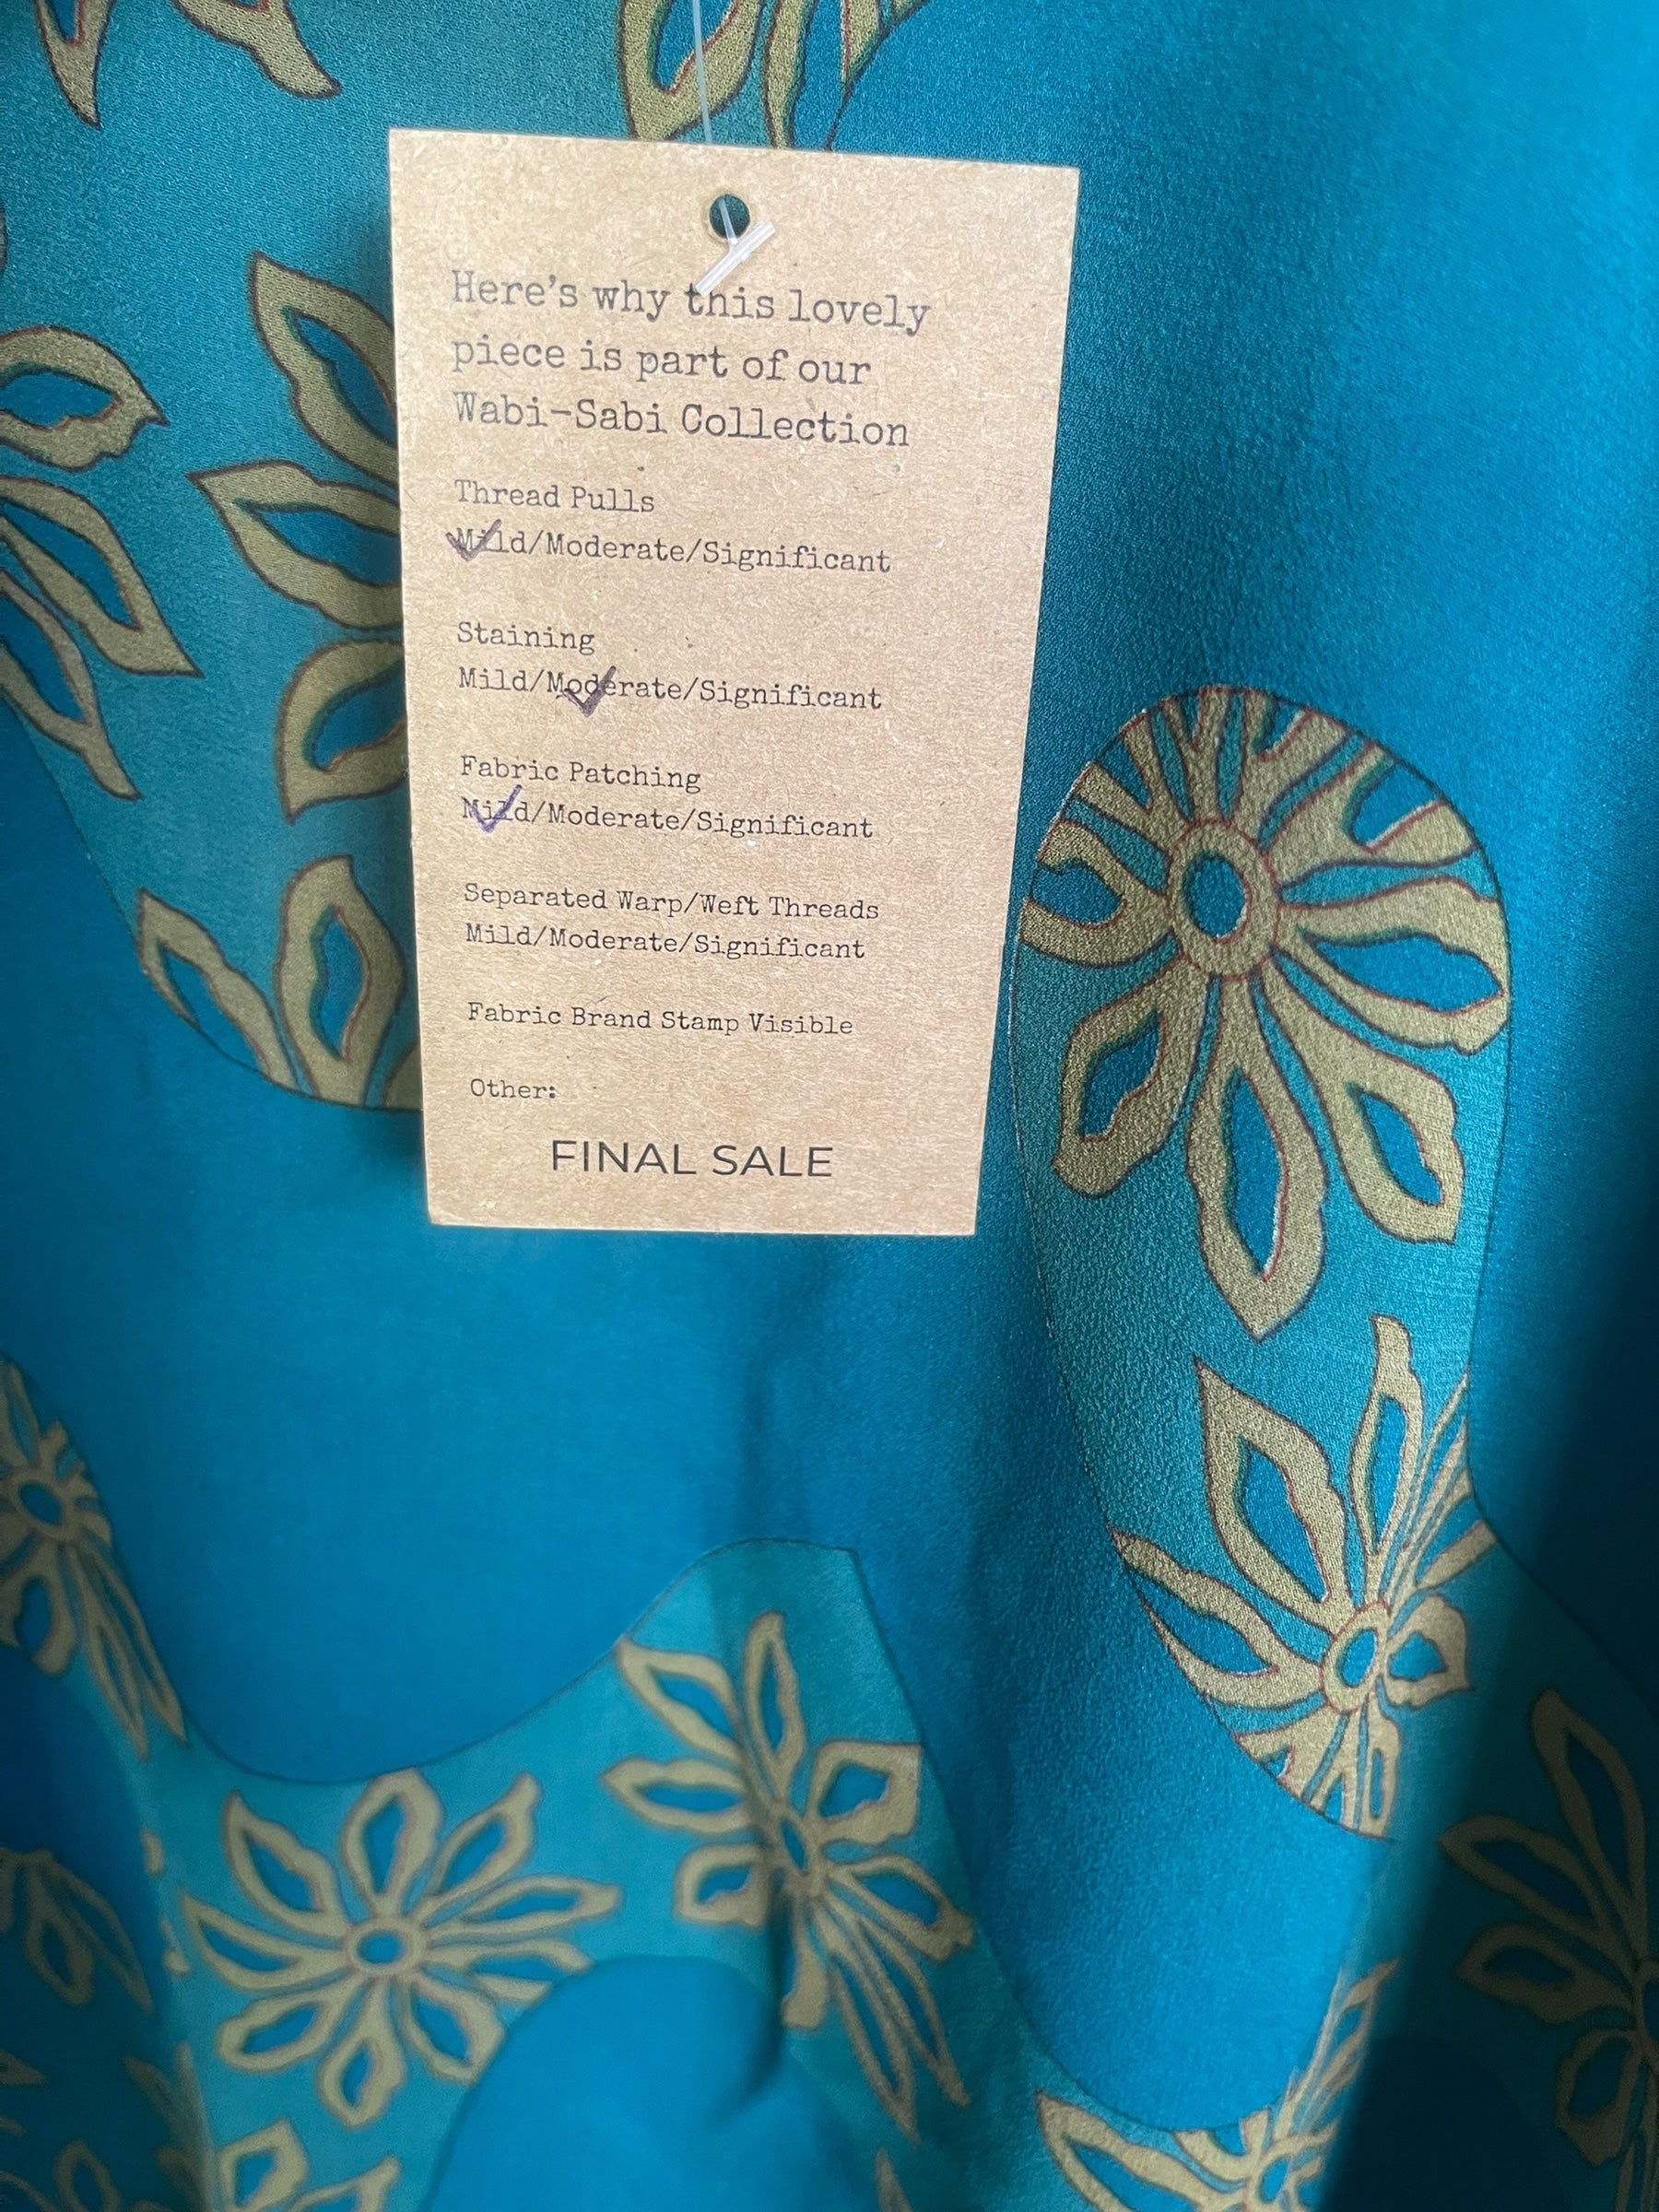 Here's why this lovely
piece is part of our
Wabi-Sabi Collection
Thread Pulls
Mild/Moderate/Significant
Staining
Mild/Moderate/Significant
Fabric Patching
Mild/Moderate/Significant
Separated Warp/Weft Threads
Mild/Moderate/Significant
Fabric Brand Stamp Visible
Other:
FINAL SALE